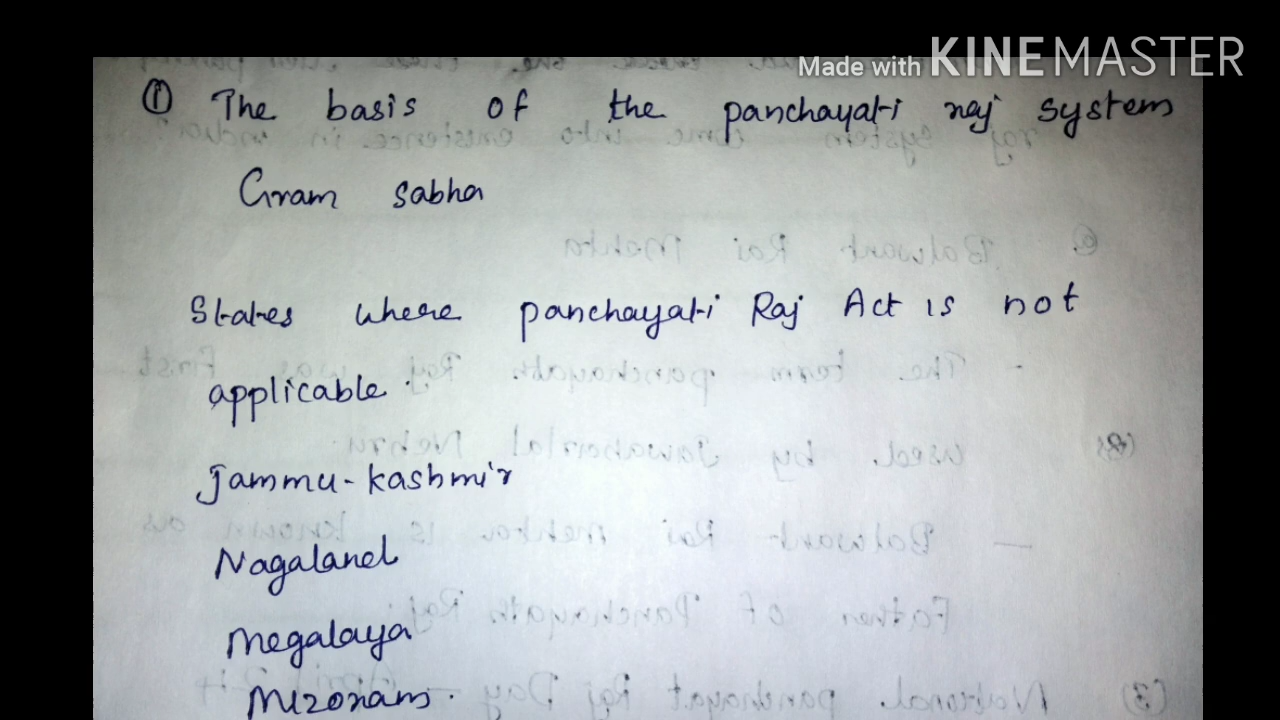 Made with KINEMASTER
① The basis of the panchayati raj system
Gram sabha
States where panchayati Raj Act is not
applicable.
Jammu-kashmir
Nagaland
Megalaya
Mizoram.